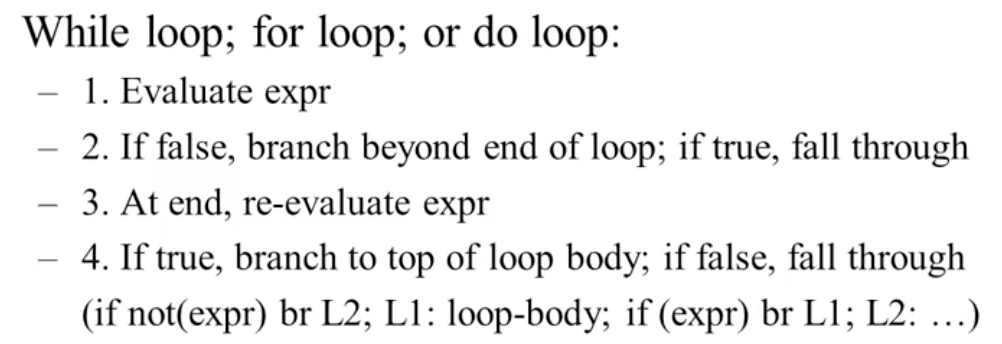 While loop; for loop; or do loop:
– 1. Evaluate expr
– 2. If false, branch beyond end of loop; if true, fall through
– 3. At end, re-evaluate expr
– 4. If true, branch to top of loop body; if false, fall through
(if not(expr) br L2; L1: loop-body; if (expr) br L1; L2: …)